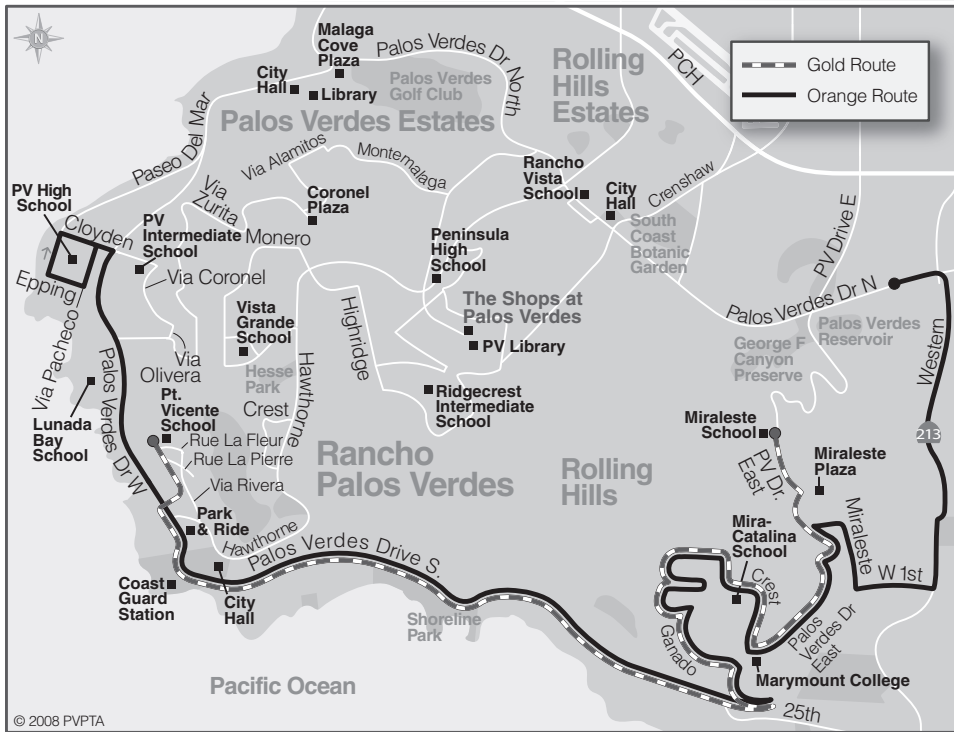 N
Malaga
Cove
Plaza
City
Hall
Library
Palos Verdes Dr North
Palos Verdes
Golf Club
Palos Verdes Estates
Rolling
Hills
Estates
PCH
Gold Route
Orange Route
Paseo Del Mar
Via Alamitos
Montemalaga
Via
Zurita
Rancho
Vista
School
City
Hall
Crenshaw
South
Coast
Botanic
Garden
PV Drive E
PV High
School
Cloyden
PV
Intermediate
School
Coronel
Plaza
Monero
Peninsula
High
School
Epping
Via Coronel
Vista
Grande
School
Highridge
The Shops at
Palos Verdes
PV Library
Palos Verdes Dr N
George F
Canyon
Preserve
Palos Verdes
Reservoir
Western
Via Pacheco
Palos Verdes Dr W
Via
Olivera
Hesse
Park
Hawthorne
Crest
Ridgecrest
Intermediate
School
Lunada
Bay
School
Pt.
Vicente
School
Rue La Fleur
Rue La Pierre
Via Rivera
Rancho
Palos Verdes
Rolling
Hills
Miraleste
School
213
PV Dr.
East
Miraleste
Plaza
Park
& Ride
Hawthorne
Palos Verdes Drive S.
Mira-
Catalina
School
Crest
Miraleste
W 1st
Coast
Guard
Station
City
Hall
Shoreline
Park
Ganado
Palos
Verdes Dr
East
Marymount College
Pacific Ocean
25th
© 2008 PVPTA